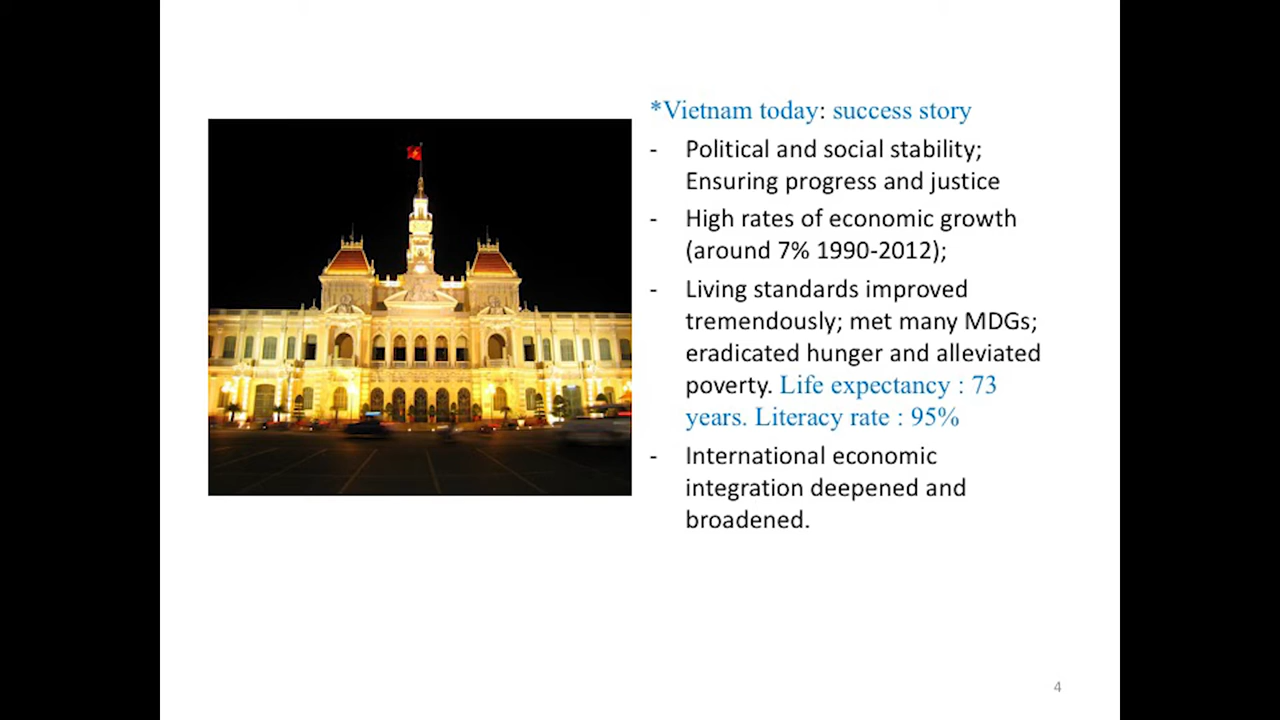 *Vietnam today: success story
- Political and social stability;
Ensuring progress and justice
- High rates of economic growth
(around 7% 1990-2012);
- Living standards improved
tremendously; met many MDGs;
eradicated hunger and alleviated
poverty. Life expectancy : 73
years. Literacy rate : 95%
- International economic
integration deepened and
broadened.
4